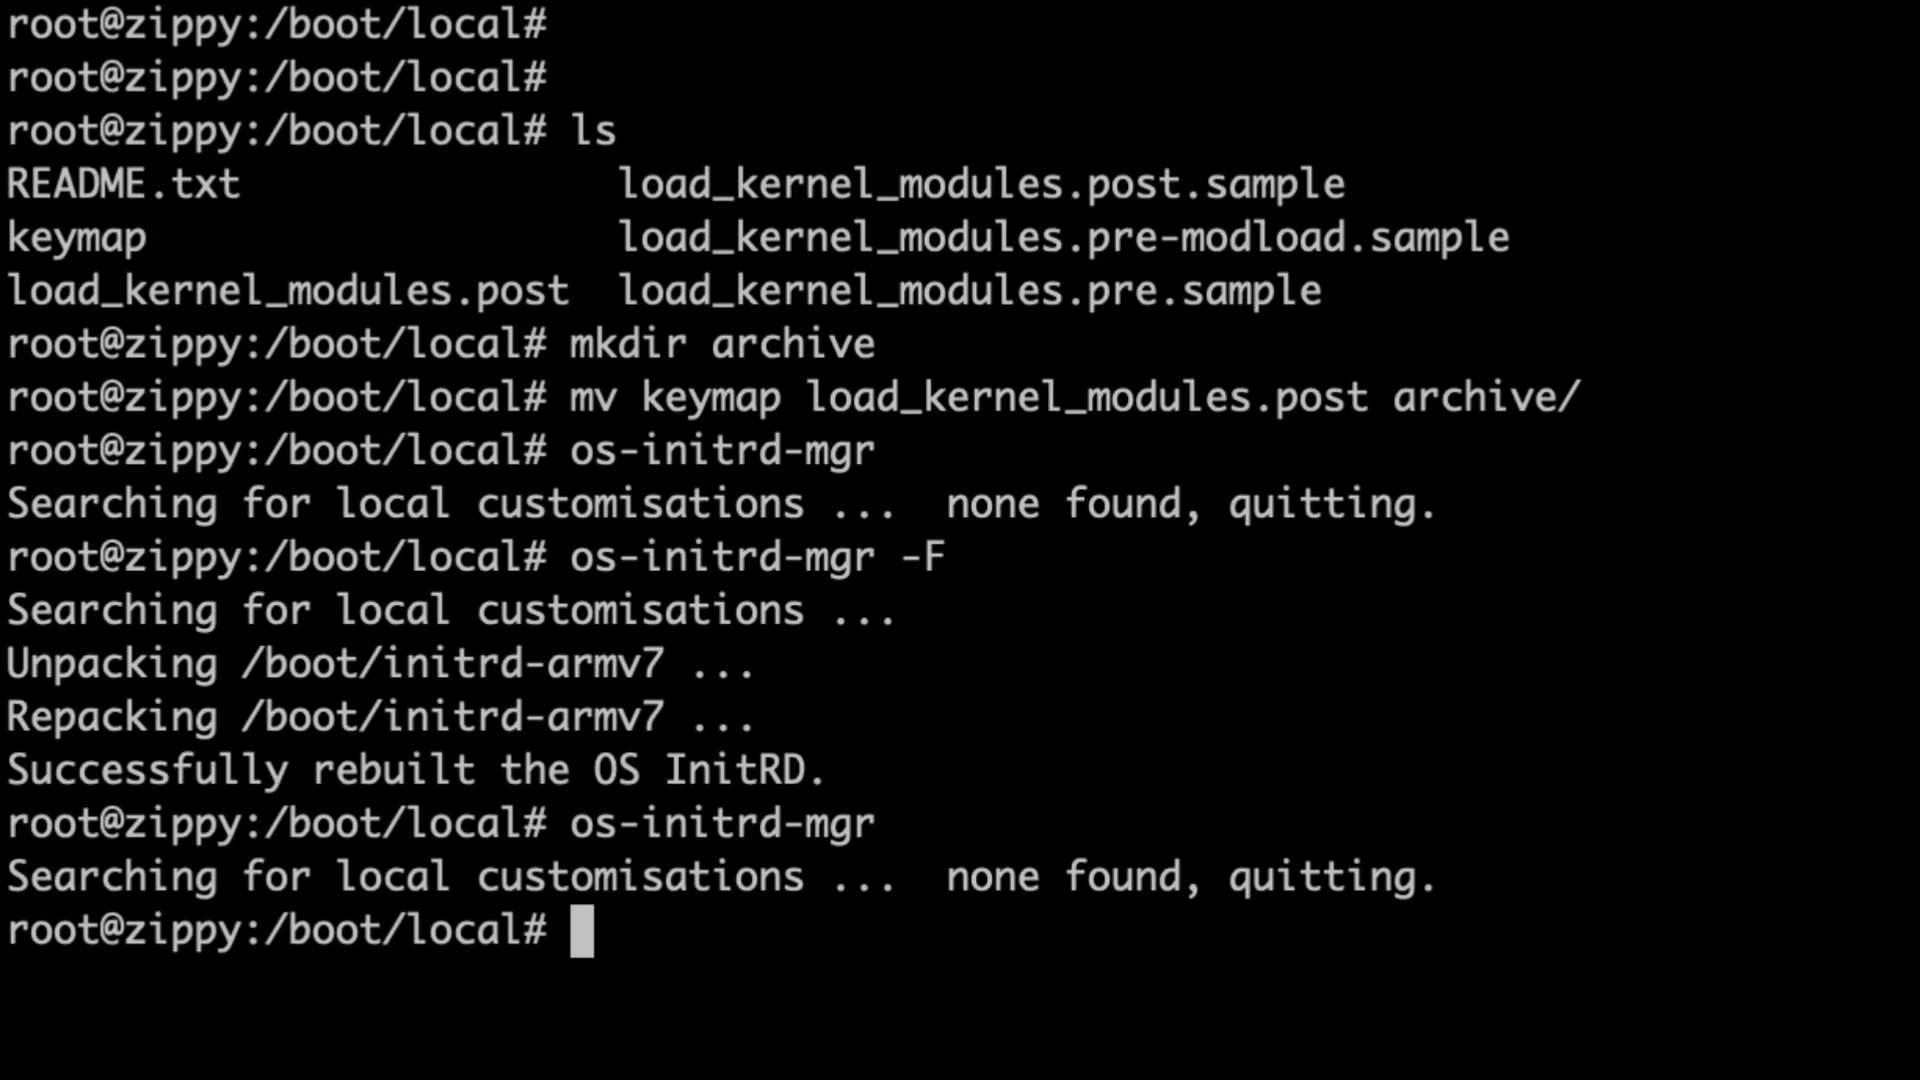 root@zippy:/boot/local#
root@zippy:/boot/local#
root@zippy:/boot/local# ls
README.txt                load_kernel_modules.post.sample
keymap                    load_kernel_modules.pre-modload.sample
load_kernel_modules.post  load_kernel_modules.pre.sample
root@zippy:/boot/local# mkdir archive
root@zippy:/boot/local# mv keymap load_kernel_modules.post archive/
root@zippy:/boot/local# os-initrd-mgr
Searching for local customisations ...  none found, quitting.
root@zippy:/boot/local# os-initrd-mgr -F
Searching for local customisations ...
Unpacking /boot/initrd-armv7 ...
Repacking /boot/initrd-armv7 ...
Successfully rebuilt the OS InitRD.
root@zippy:/boot/local# os-initrd-mgr
Searching for local customisations ...  none found, quitting.
root@zippy:/boot/local#